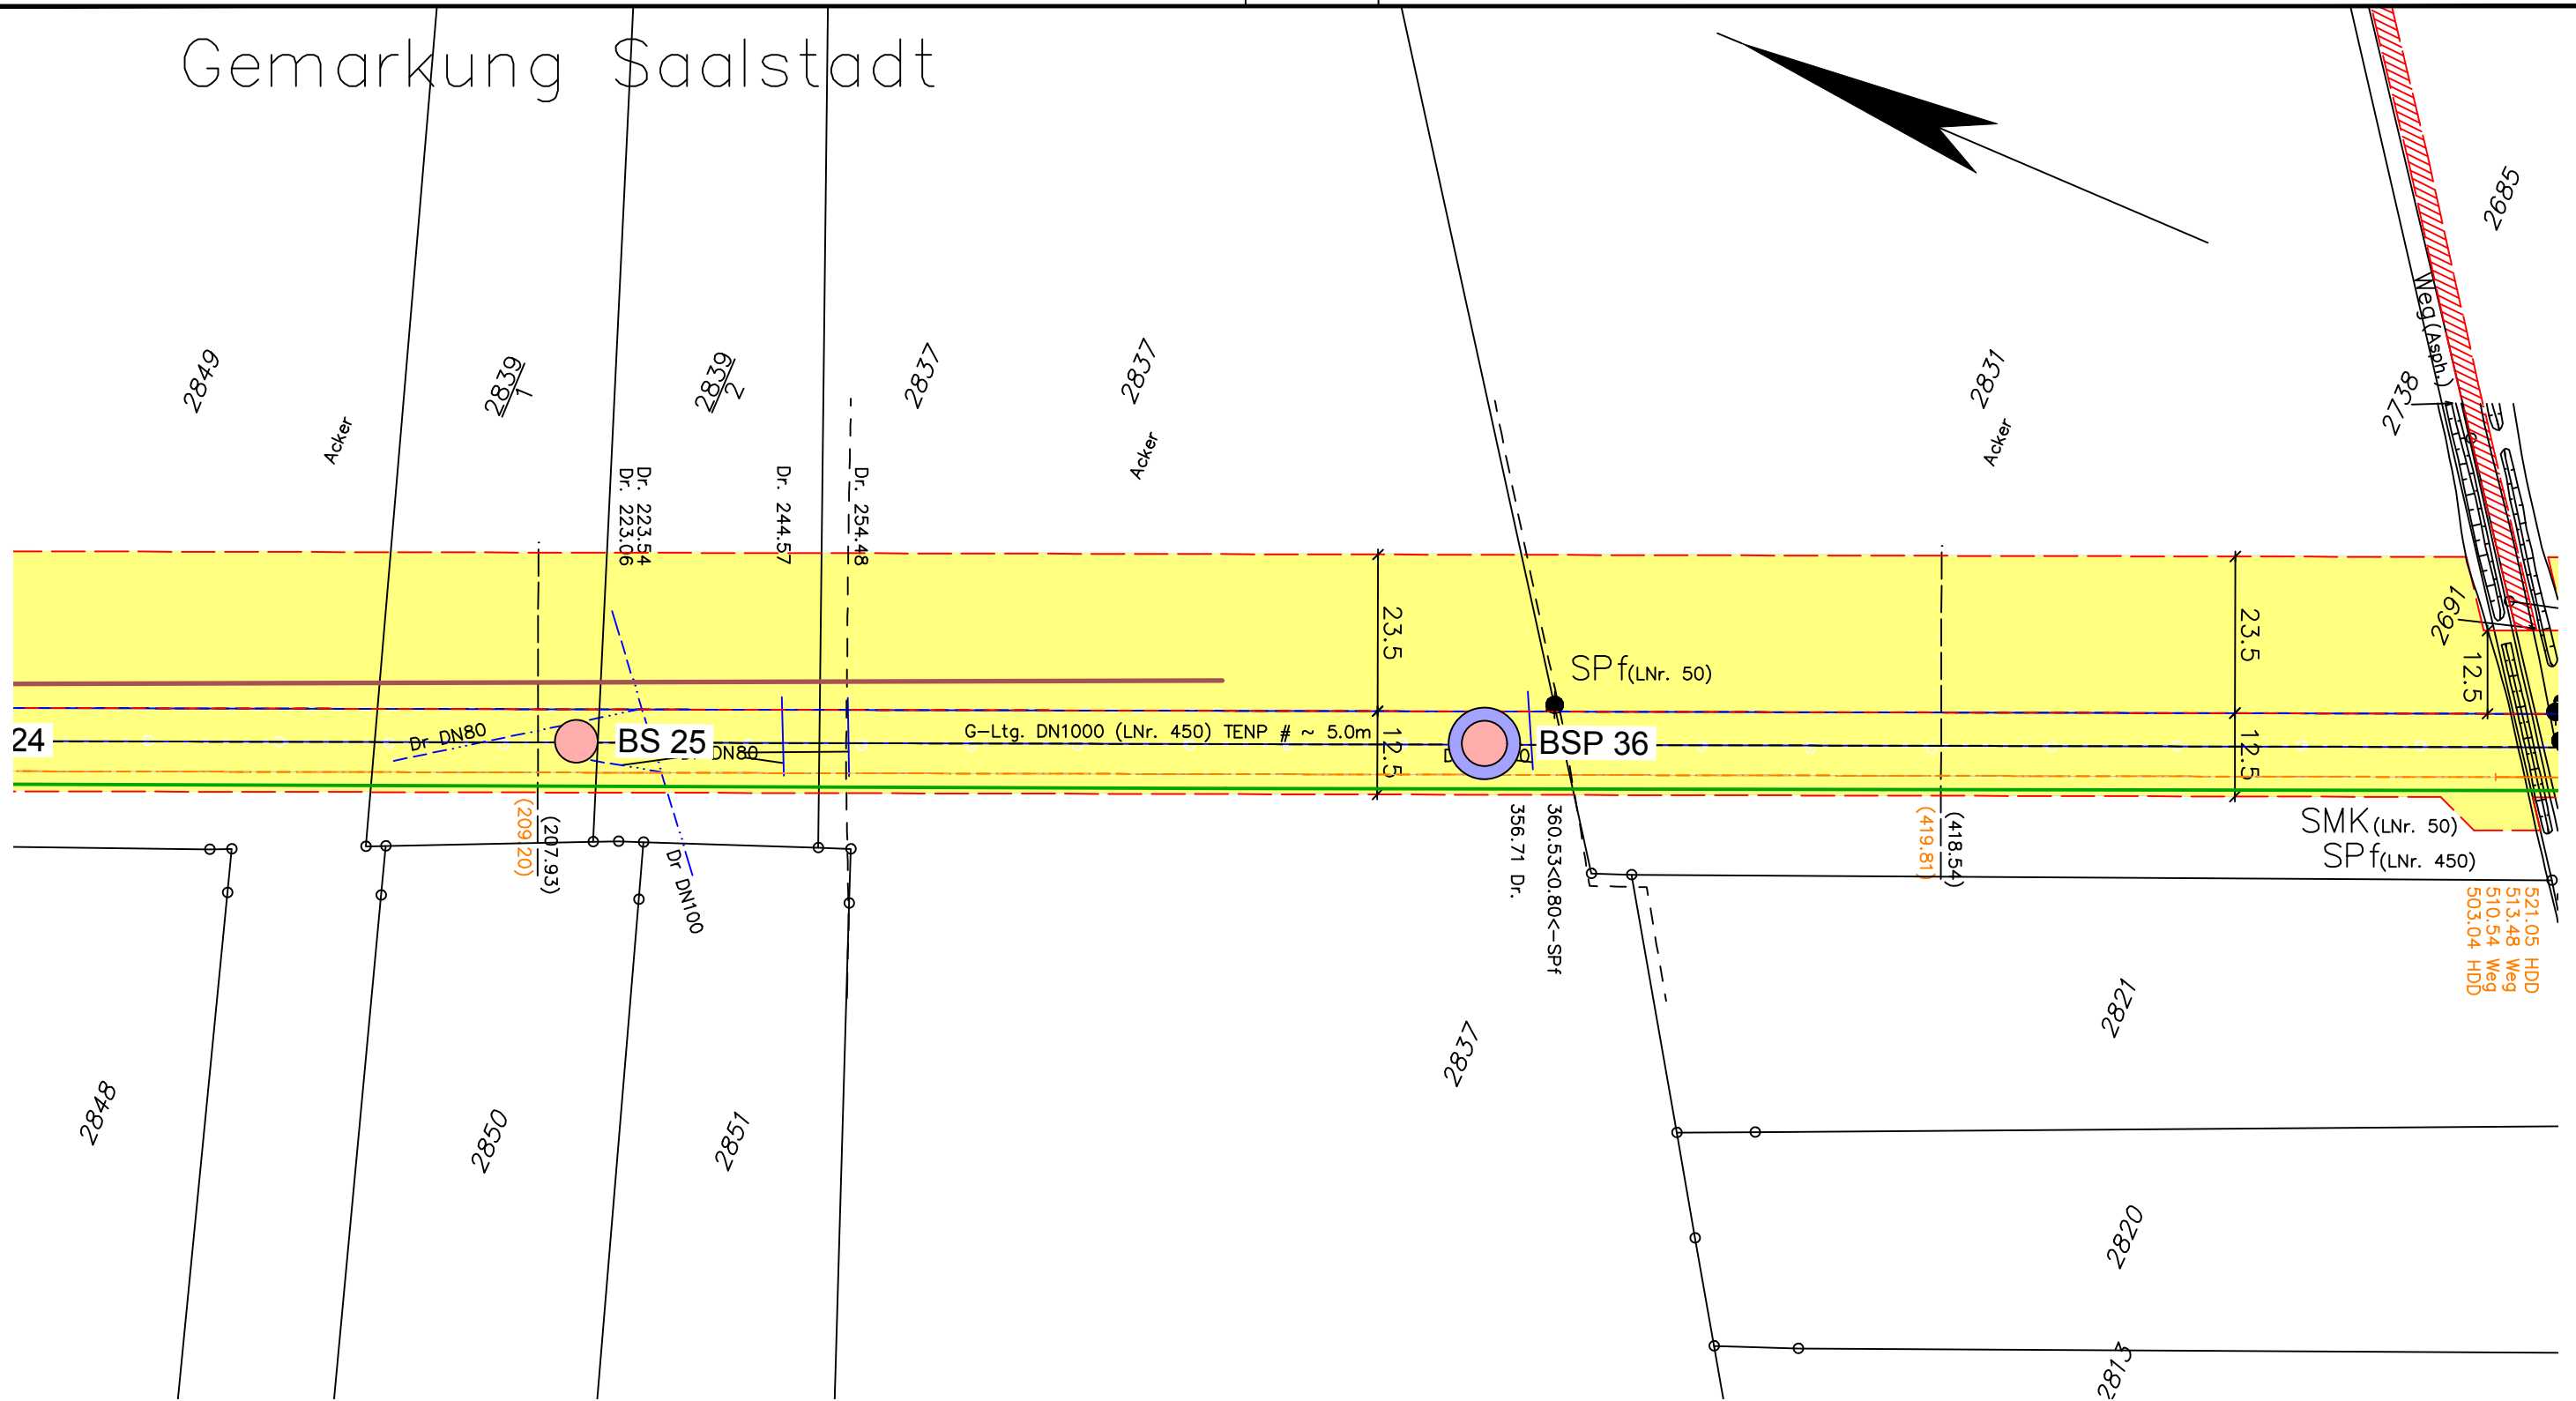 Gemarkung Saalstadt
2685
Weg(Asph.)
2849
2839
1
2839
2
2837
2837
2831
2738
Acker
Acker
Acker
Dr. 223.06
Dr. 223.54
Dr. 244.57
Dr. 254.48
23.5
23.5
2691
12.5
SPf(LNr. 50)
24
Dr DN80
BS 25
DN80
G-Ltg. DN1000 (LNr. 450) TENP # ~ 5.0m
12.5
BSP 36
12.5
(209.20)
(207.93)
Dr DN100
356.71 Dr.
360.53<0.80<-SPf
(419.81)
(418.54)
SMK(LNr. 50)
SPf(LNr. 450)
503.04 HDD
510.54 Weg
513.48 Weg
521.05 HDD
2848
2850
2851
2837
2821
2820
2813